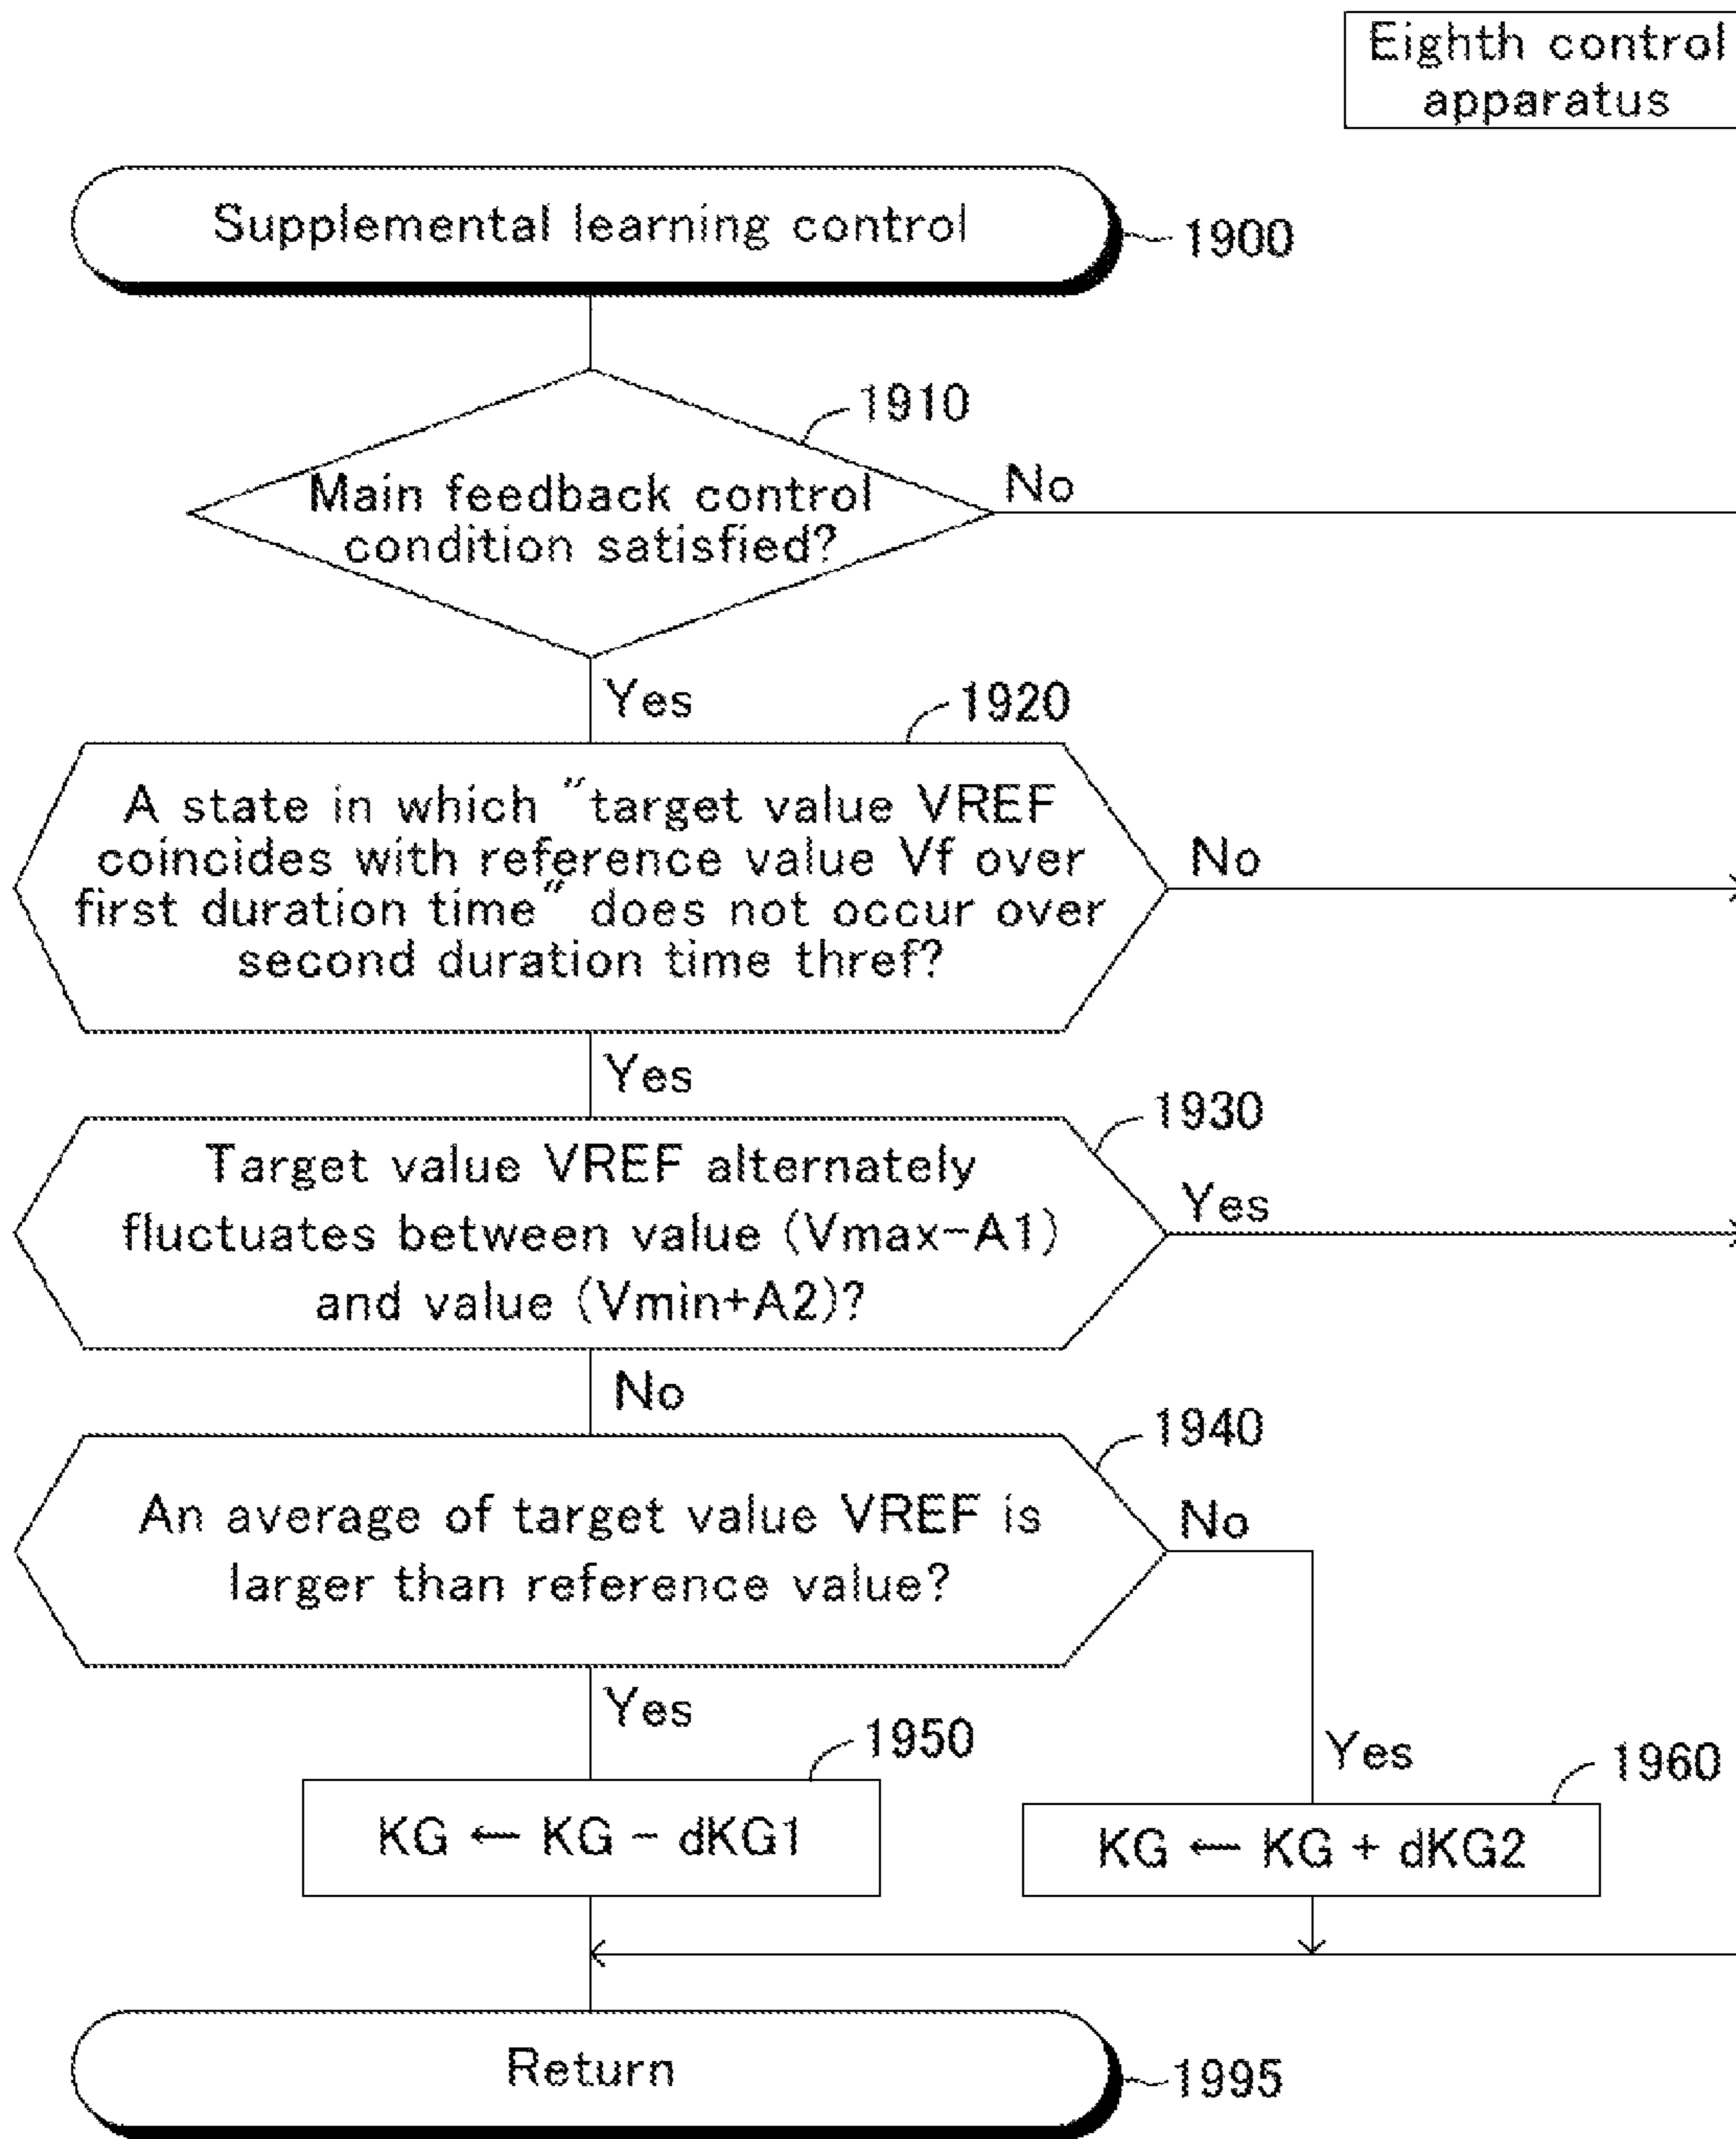 Eighth control
apparatus
Supplemental learning control
1900
1910
Main feedback control
condition satisfied?
No
Yes
1920
A state in which "target value VREF
coincides with reference value Vf over
first duration time" does not occur over
second duration time thref?
No
Yes
1930
Target value VREF alternately
fluctuates between value (Vmax-A1)
and value (Vmin+A2)?
Yes
No
1940
An average of target value VREF is
larger than reference value?
No
Yes
1950
Yes
1960
KG ← KG - dKG1
KG ← KG + dKG2
Return
1995